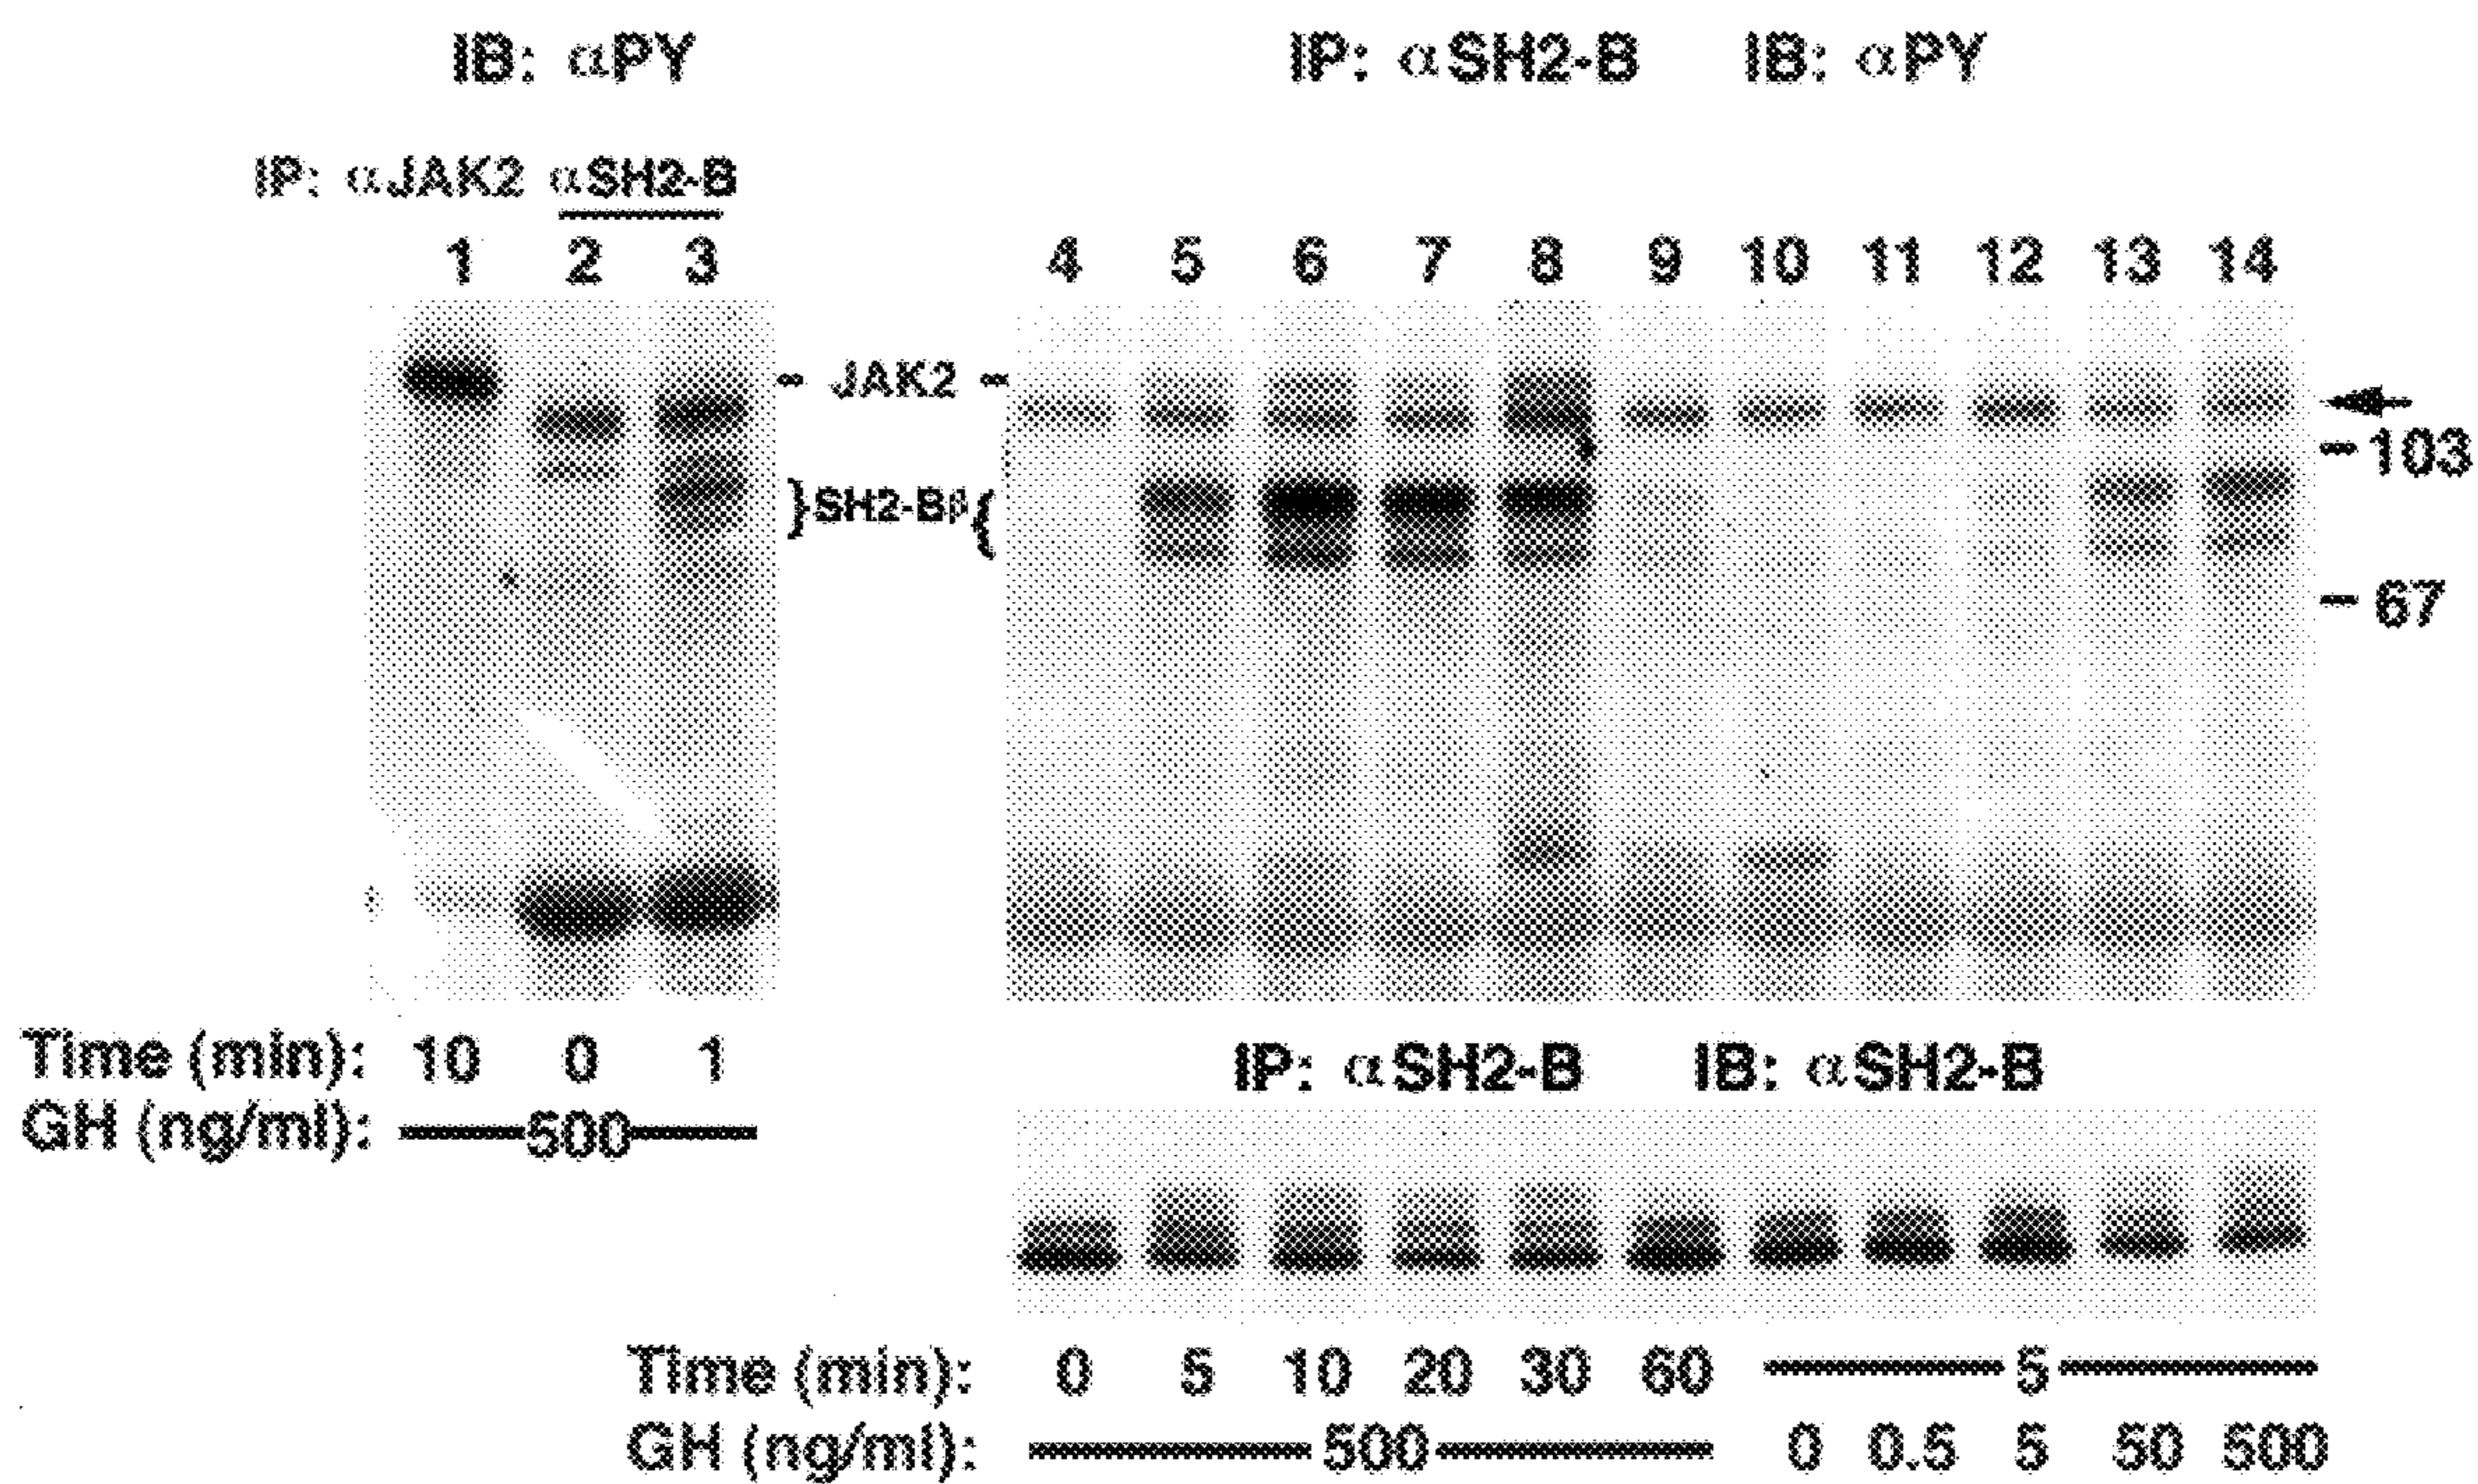 IB: αPY
IP: αJAK2 αSH2-B
1 2 3
JAK2
SH2-Bβ
Time (min): 10 0 1
GH (ng/ml): 500
IP: αSH2-B IB: αPY
4 5 6 7 8 9 10 11 12 13 14
103
67
IP: αSH2-B IB: αSH2-B
Time (min): 0 5 10 20 30 60 5
GH (ng/ml): 500 0 0.5 5 50 500